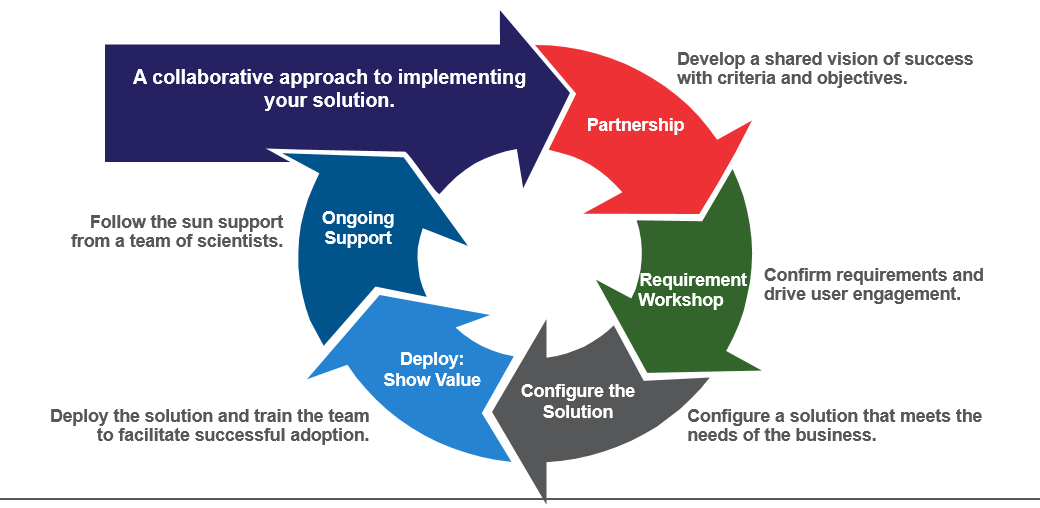 A collaborative approach to implementing
your solution.
Partnership
Develop a shared vision of success
with criteria and objectives.
Requirement
Workshop
Confirm requirements and
drive user engagement.
Configure the
Solution
Configure a solution that meets the
needs of the business.
Deploy:
Show Value
Deploy the solution and train the team
to facilitate successful adoption.
Ongoing
Support
Follow the sun support
from a team of scientists.